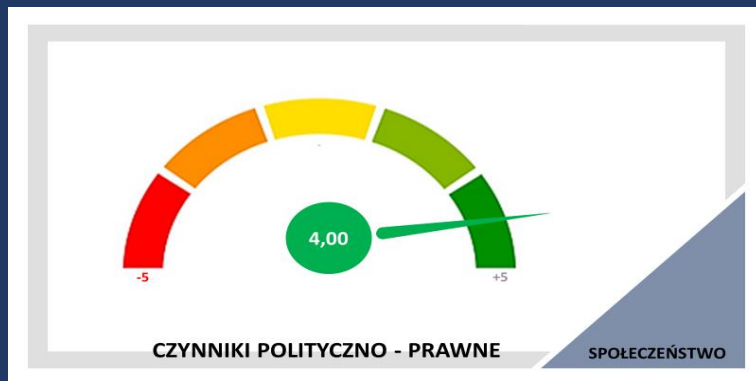 4,00
-5
+5
CZYNNIKI POLITYCZNO - PRAWNE
SPOŁECZEŃSTWO